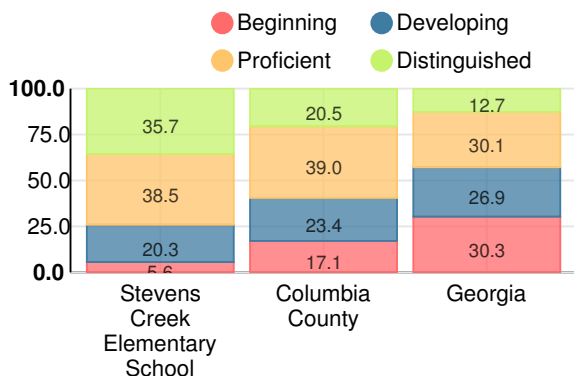 Beginning
Developing
Proficient
Distinguished
100.0
75.0
50.0
25.0
0.0
35.7
38.5
20.3
5.6
20.5
39.0
23.4
17.1
12.7
30.1
26.9
30.3
Stevens
Creek
Elementary
School
Columbia
County
Georgia